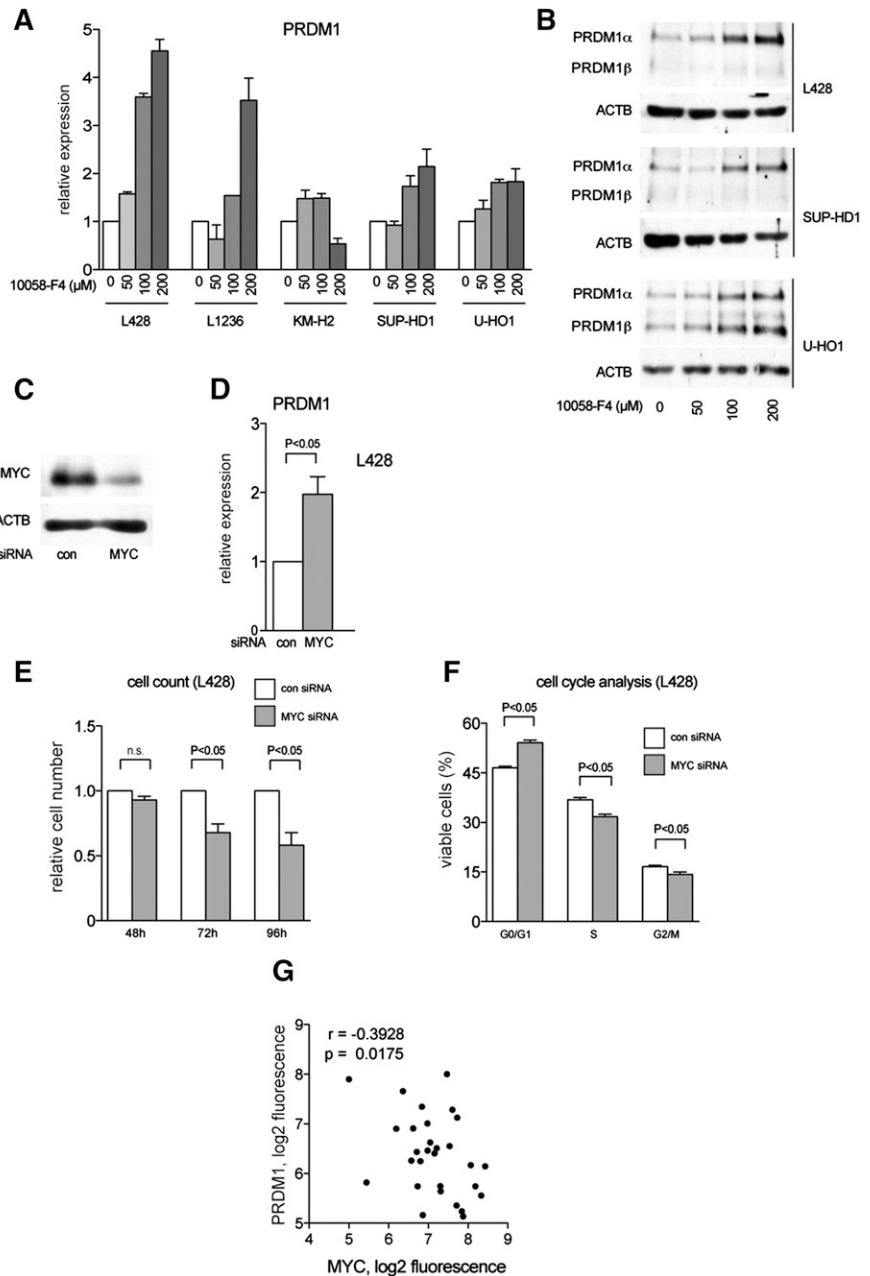 A
PRDM1
relative expression
5
4
3
2
1
0
10058-F4 (µM)
0 50 100 200
0 50 100 200
0 50 100 200
0 50 100 200
0 50 100 200
L428 L1236 KM-H2 SUP-HD1 U-HO1
B
PRDM1α
PRDM1β
ACTB
L428
PRDM1α
PRDM1β
ACTB
SUP-HD1
PRDM1α
PRDM1β
ACTB
U-HO1
10058-F4 (µM) 0 50 100 200
C
MYC
ACTB
siRNA con MYC
D
PRDM1
relative expression
3
2
1
0
P<0.05
L428
siRNA con MYC
E
cell count (L428)
con siRNA
MYC siRNA
relative cell number
1.5
1.0
0.5
0
n.s. P<0.05 P<0.05
48h 72h 96h
F
cell cycle analysis (L428)
con siRNA
MYC siRNA
viable cells (%)
60
45
30
15
0
P<0.05
P<0.05
P<0.05
G0/G1 S G2/M
G
PRDM1, log2 fluorescence
9
8
7
6
5
r = -0.3928
p = 0.0175
4 5 6 7 8 9
MYC, log2 fluorescence